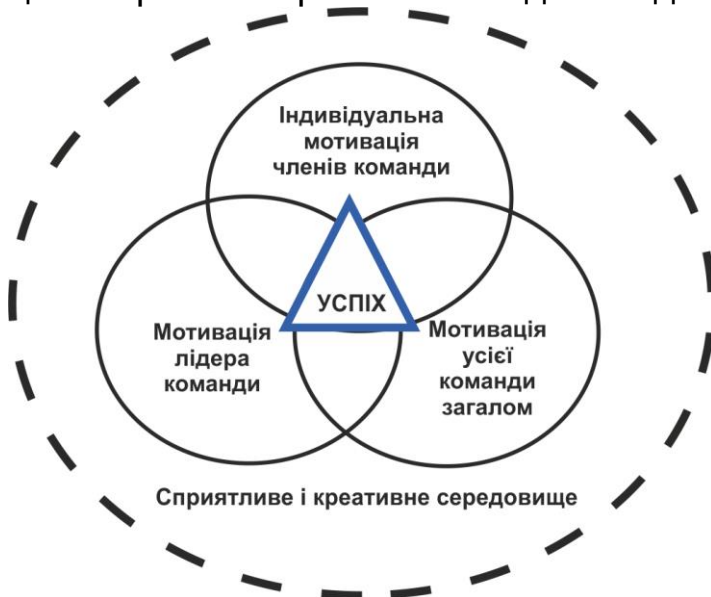 Індивідуальна
мотивація
членів команди
УСПІХ
Мотивація
лідера
команди
Мотивація
усієї
команди
загалом
Сприятливе і креативне середовище